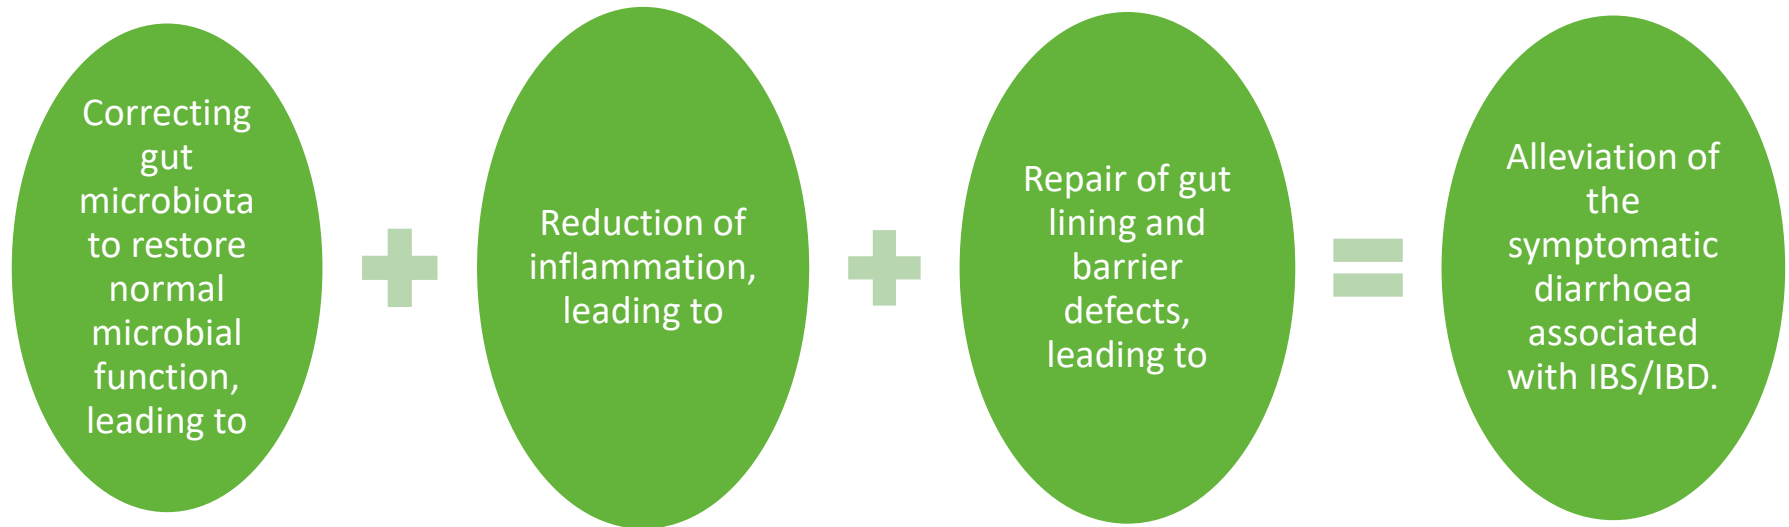 Correcting
gut
microbiota
to restore
normal
microbial
function,
leading to
Reduction of
inflammation,
leading to
Repair of gut
lining and
barrier
defects,
leading to
Alleviation of
the
symptomatic
diarrhoea
associated
with IBS/IBD.